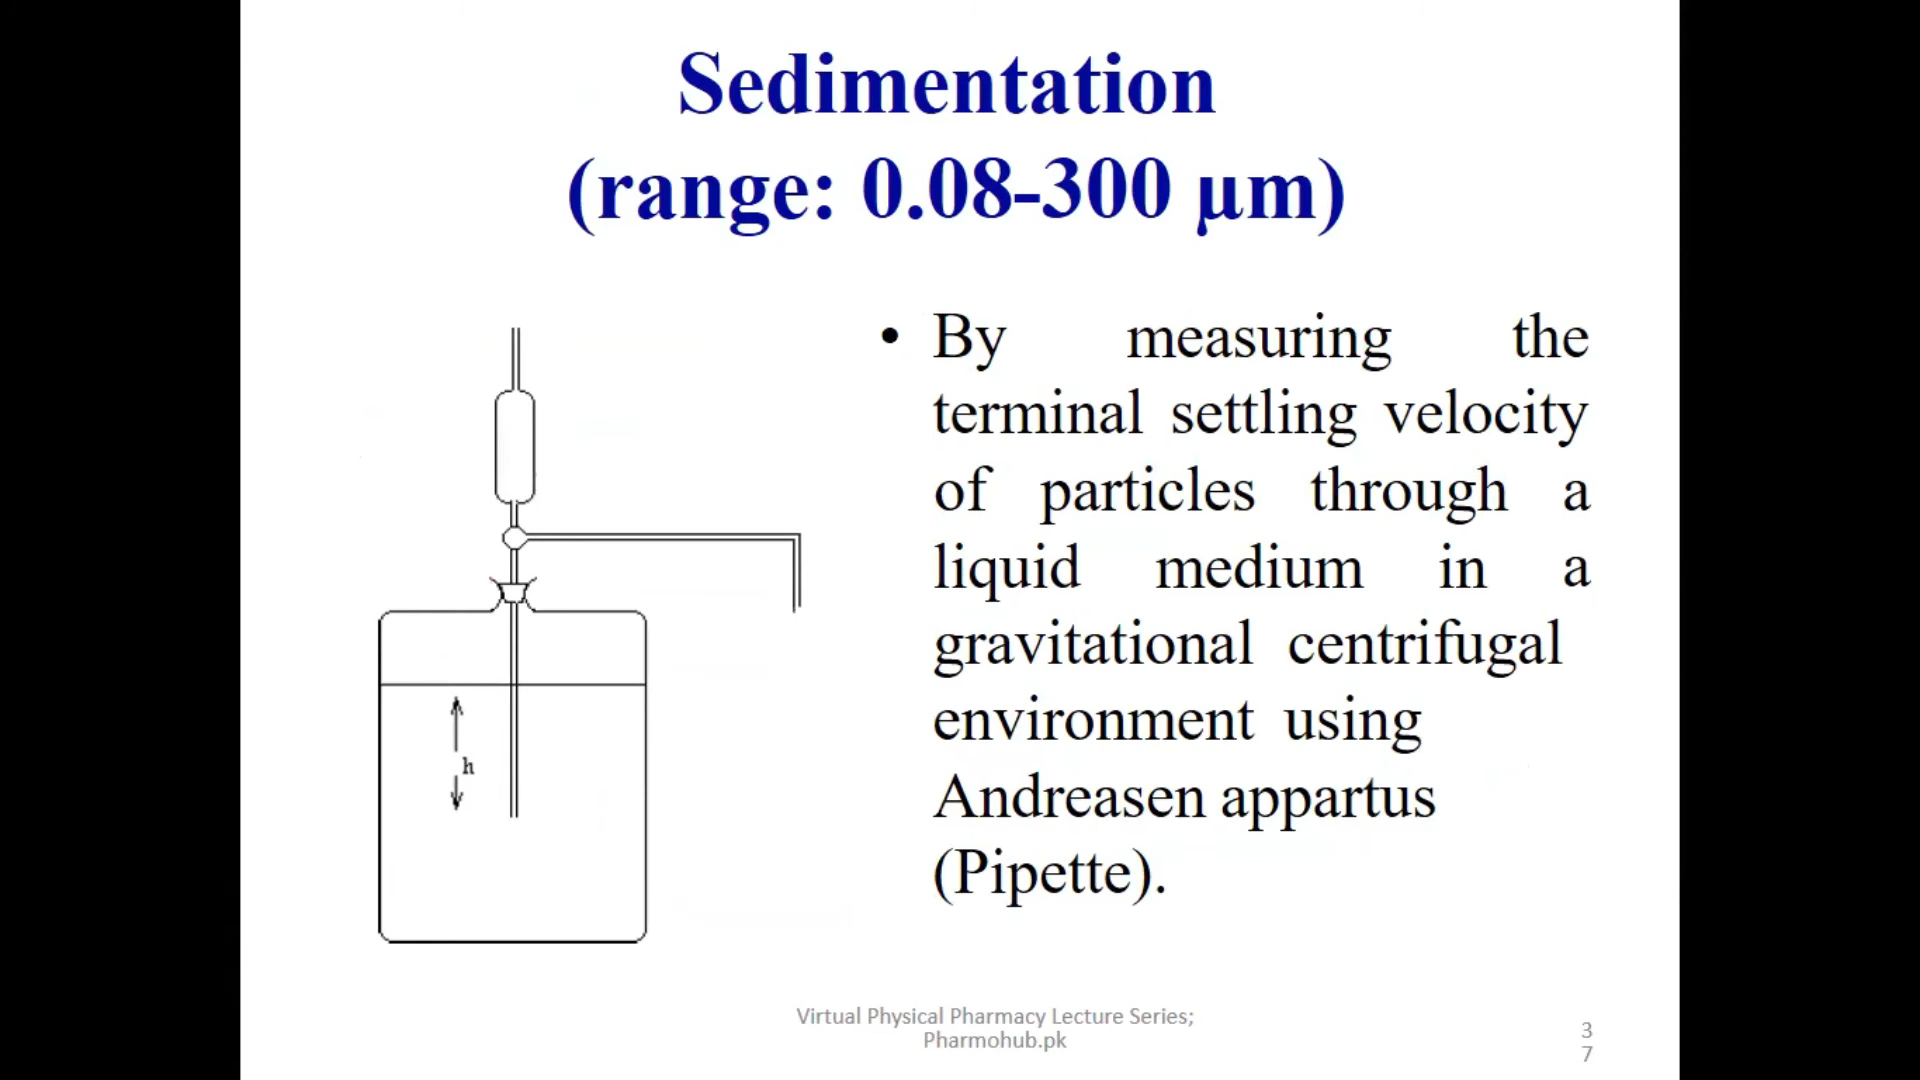 Sedimentation
(range: 0.08-300 µm)
• By measuring the
terminal settling velocity
of particles through a
liquid medium in a
gravitational centrifugal
environment using
Andreasen appartus
(Pipette).
h
Virtual Physical Pharmacy Lecture Series;
Pharmohub.pk
3
7